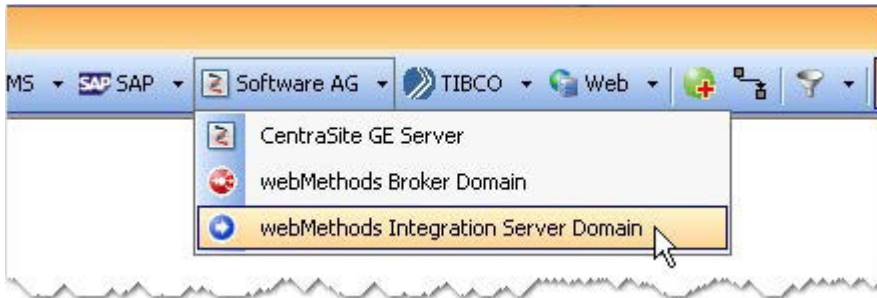 MS SAP SAP Software AG TIBCO Web
CentraSite GE Server
webMethods Broker Domain
webMethods Integration Server Domain